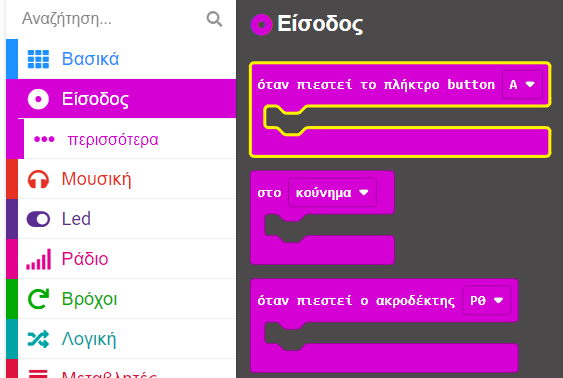 Αναζήτηση...
Βασικά
Είσοδος
περισσότερα
Μουσική
Led
Ράδιο
Βρόχοι
Λογική
Μεταβλητές
Είσοδος
όταν πιεστεί το πλήκτρο button A
στο κούνημα
όταν πιεστεί ο ακροδέκτης P0